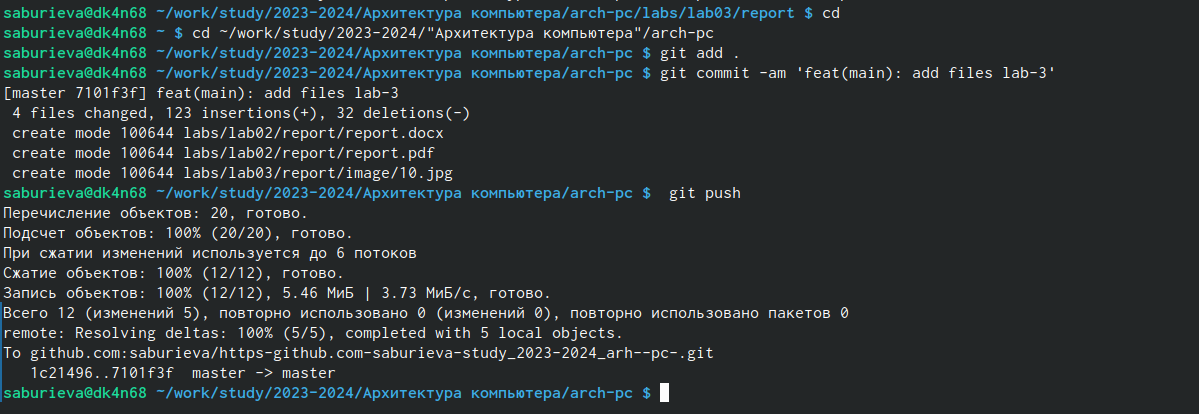 saburieva@dk4n68 ~/work/study/2023-2024/Архитектура компьютера/arch-pc/labs/lab03/report $ cd
saburieva@dk4n68 ~ $ cd ~/work/study/2023-2024/"Архитектура компьютера"/arch-pc
saburieva@dk4n68 ~/work/study/2023-2024/Архитектура компьютера/arch-pc $ git add .
saburieva@dk4n68 ~/work/study/2023-2024/Архитектура компьютера/arch-pc $ git commit -am 'feat(main): add files lab-3'
[master 7101f3f] feat(main): add files lab-3
 4 files changed, 123 insertions(+), 32 deletions(-)
 create mode 100644 labs/lab02/report/report.docx
 create mode 100644 labs/lab02/report/report.pdf
 create mode 100644 labs/lab03/report/image/10.jpg
saburieva@dk4n68 ~/work/study/2023-2024/Архитектура компьютера/arch-pc $  git push
Перечисление объектов: 20, готово.
Подсчет объектов: 100% (20/20), готово.
При сжатии изменений используется до 6 потоков
Сжатие объектов: 100% (12/12), готово.
Запись объектов: 100% (12/12), 5.46 МиБ | 3.73 МиБ/с, готово.
Всего 12 (изменений 5), повторно использовано 0 (изменений 0), повторно использовано пакетов 0
remote: Resolving deltas: 100% (5/5), completed with 5 local objects.
To github.com:saburieva/https-github.com-saburieva-study_2023-2024_arh--pc-.git
   1c21496..7101f3f  master -> master
saburieva@dk4n68 ~/work/study/2023-2024/Архитектура компьютера/arch-pc $